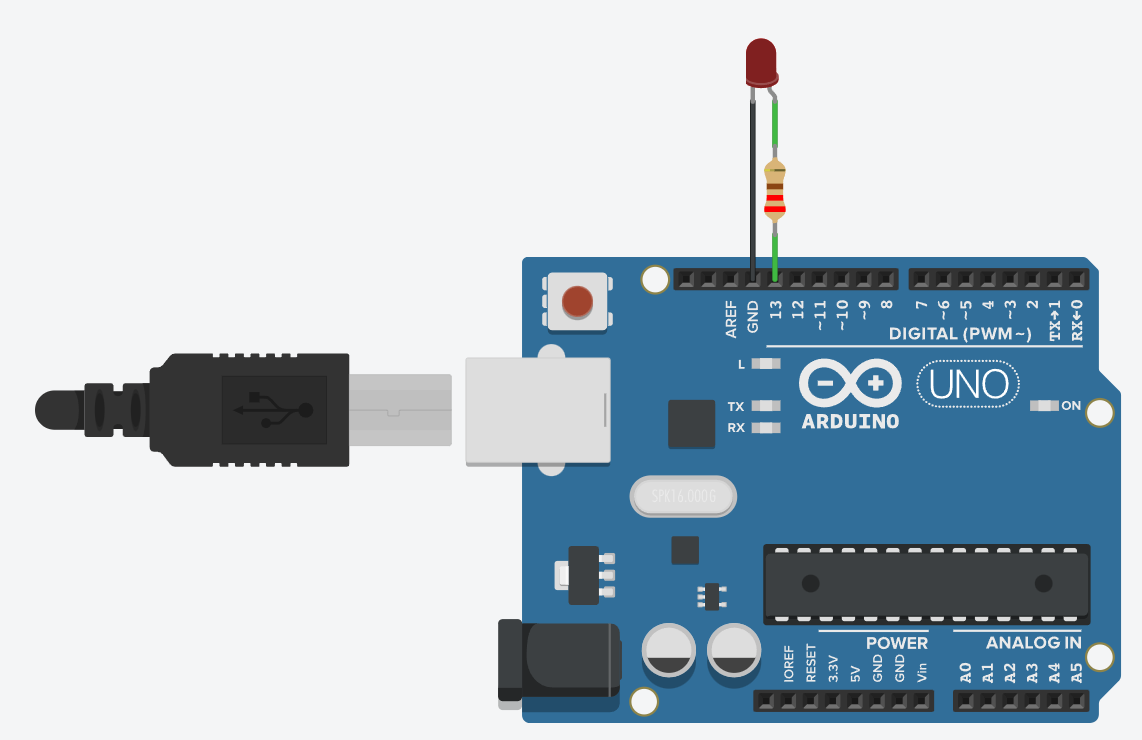 AREF
GND
13
12
~11
~10
~9
8
7
~6
~5
4
~3
2
TX→1
RX←0
DIGITAL (PWM~)
L
TX
RX
ARDUINO
UNO
ON
SPK16.000G
POWER
ANALOG IN
IOREF
RESET
3.3V
5V
GND
GND
Vin
A0
A1
A2
A3
A4
A5